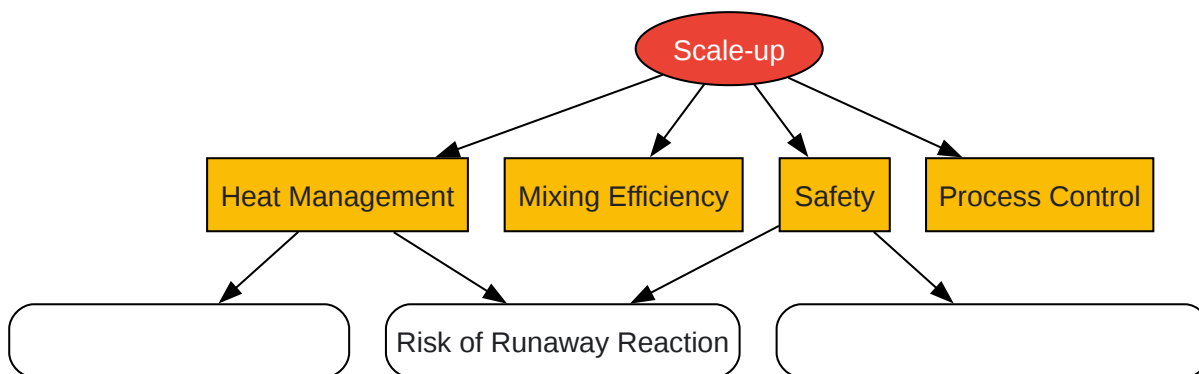 Scale-up
Heat Management
Mixing Efficiency
Safety
Process Control
Risk of Runaway Reaction